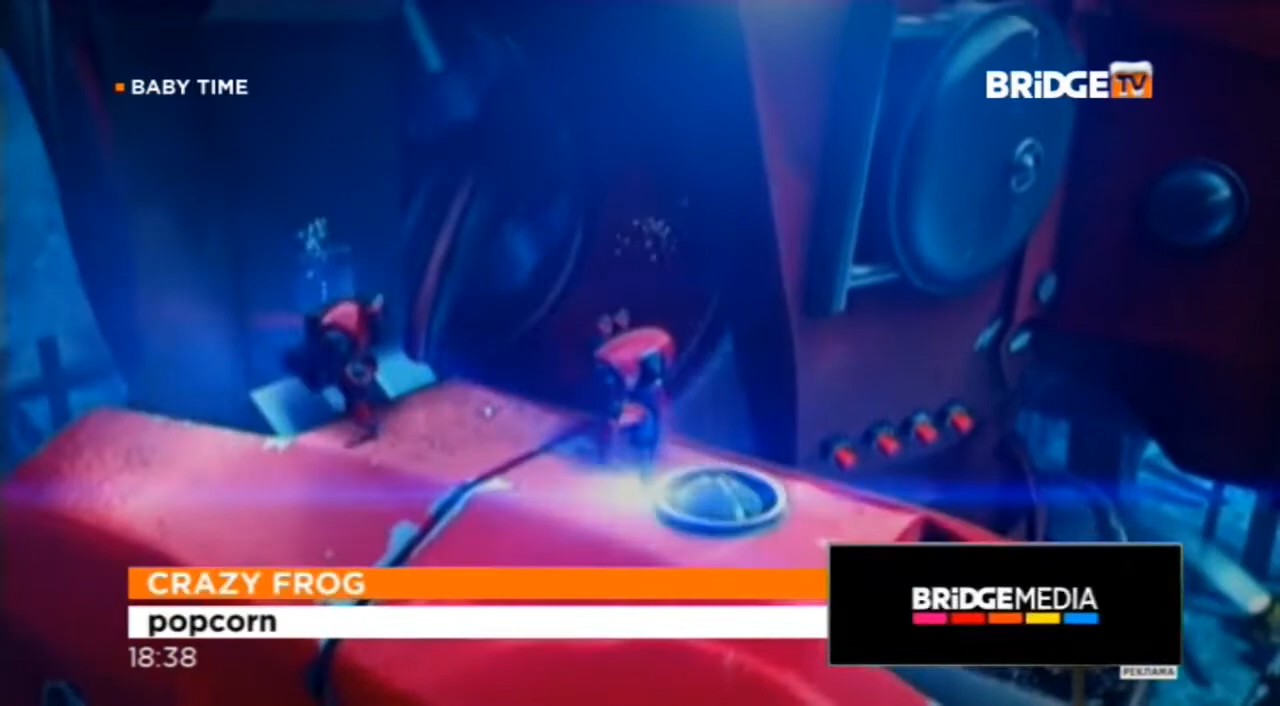 BABY TIME
BRiDGE TV
CRAZY FROG
popcorn
18:38
BRiDGEMEDIA
РЕКЛАМА